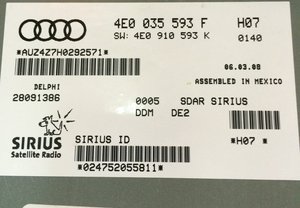 4E0 035 593 F H07
SW: 4E0 910 593 K 0140
*AUZ4Z7H0292571*
06.03.08
ASSEMBLED IN MEXICO
DELPHI
28091386
0005 SDAR SIRIUS
DDM DE2
SIRIUS
Satellite Radio
SIRIUS ID
*H07 *
*024752055811*